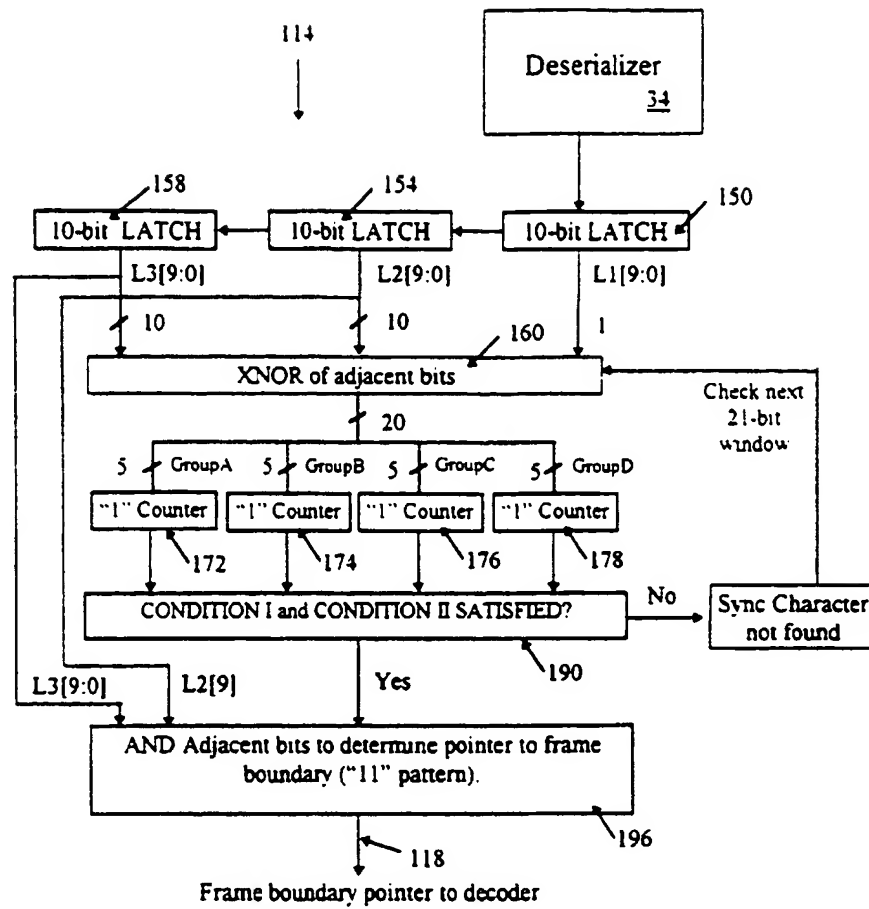 114
Deserializer
34
158
154
150
10-bit LATCH
10-bit LATCH
10-bit LATCH
L3[9:0]
L2[9:0]
L1[9:0]
10
10
1
160
XNOR of adjacent bits
Check next
21-bit
window
20
5
GroupA
5
GroupB
5
GroupC
5
GroupD
"1" Counter
"1" Counter
"1" Counter
"1" Counter
172
174
176
178
CONDITION I and CONDITION II SATISFIED?
No
Sync Character
not found
190
L3[9:0]
L2[9]
Yes
AND Adjacent bits to determine pointer to frame
boundary ("11" pattern).
196
118
Frame boundary pointer to decoder